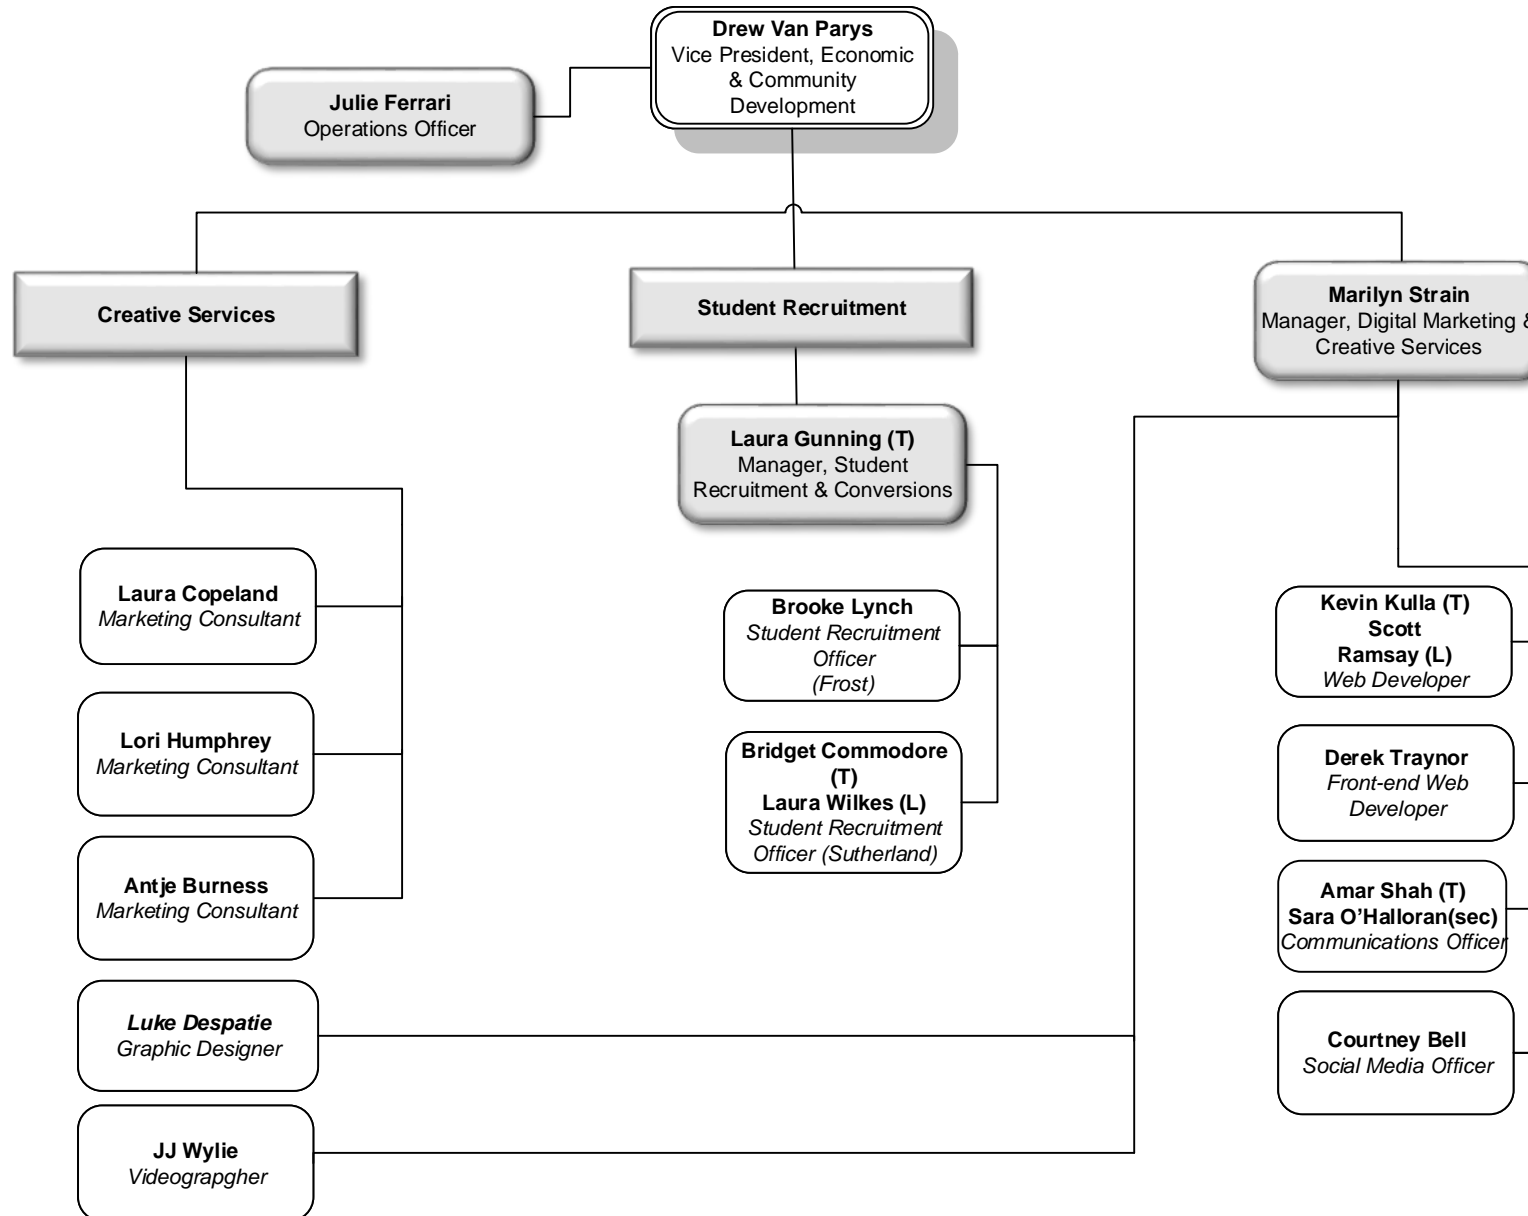 Drew Van Parys
Vice President, Economic
& Community
Development
Julie Ferrari
Operations Officer
Creative Services
Student Recruitment
Marilyn Strain
Manager, Digital Marketing &
Creative Services
Laura Gunning (T)
Manager, Student
Recruitment & Conversions
Laura Copeland
Marketing Consultant
Lori Humphrey
Marketing Consultant
Antje Burness
Marketing Consultant
Luke Despatie
Graphic Designer
JJ Wylie
Videograpgher
Brooke Lynch
Student Recruitment
Officer
(Frost)
Bridget Commodore
(T)
Laura Wilkes (L)
Student Recruitment
Officer (Sutherland)
Kevin Kulla (T)
Scott
Ramsay (L)
Web Developer
Derek Traynor
Front-end Web
Developer
Amar Shah (T)
Sara O’Halloran(sec)
Communications Officer
Courtney Bell
Social Media Officer